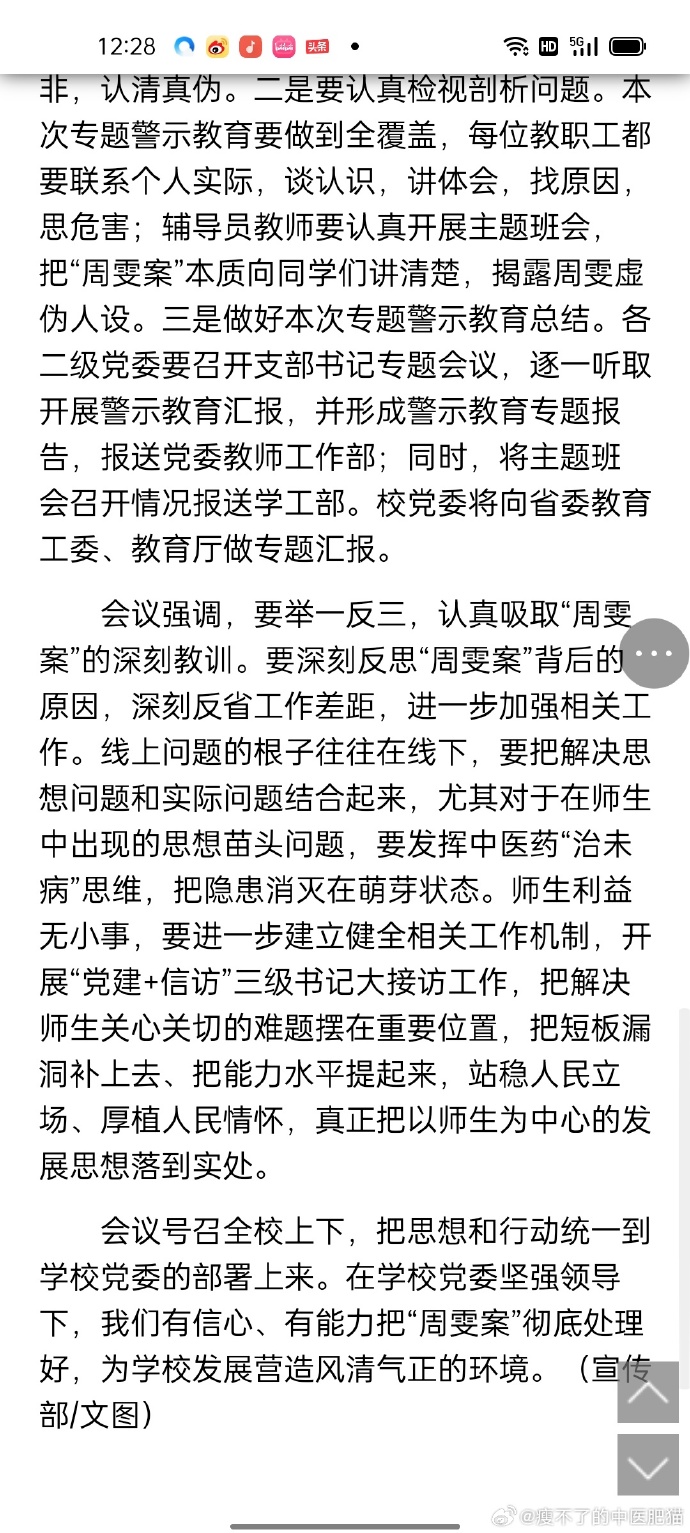 12:28
头条
HD
5G
非，认清真伪。二是要认真检视剖析问题。本
次专题警示教育要做到全覆盖，每位教职工都
要联系个人实际，谈认识，讲体会，找原因，
思危害；辅导员教师要认真开展主题班会，
把“周雯案”本质向同学们讲清楚，揭露周雯虚
伪人设。三是做好本次专题警示教育总结。各
二级党委要召开支部书记专题会议，逐一听取
开展警示教育汇报，并形成警示教育专题报
告，报送党委教师工作部；同时，将主题班
会召开情况报送学工部。校党委将向省委教育
工委、教育厅做专题汇报。
会议强调，要举一反三，认真吸取“周雯
案”的深刻教训。要深刻反思“周雯案”背后的
原因，深刻反省工作差距，进一步加强相关工
作。线上问题的根子往往在线下，要把解决思
想问题和实际问题结合起来，尤其对于在师生
中出现的思想苗头问题，要发挥中医药“治未
病”思维，把隐患消灭在萌芽状态。师生利益
无小事，要进一步建立健全相关工作机制，开
展“党建+信访”三级书记大接访工作，把解决
师生关心关切的难题摆在重要位置，把短板漏
洞补上去、把能力水平提起来，站稳人民立
场、厚植人民情怀，真正把以师生为中心的发
展思想落到实处。
会议号召全校上下，把思想和行动统一到
学校党委的部署上来。在学校党委坚强领导
下，我们有信心、有能力把“周雯案”彻底处理
好，为学校发展营造风清气正的环境。（宣传
部/文图）
@瘦不了的中医肥猫